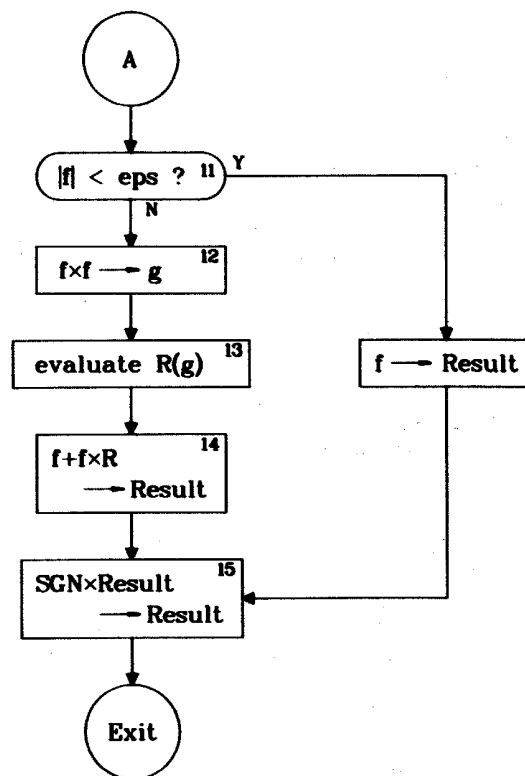 A
|f| < eps ? 11
Y
N
12
f×f → g
13
evaluate R(g)
f → Result
14
f+f×R
→ Result
15
SGN×Result
→ Result
Exit